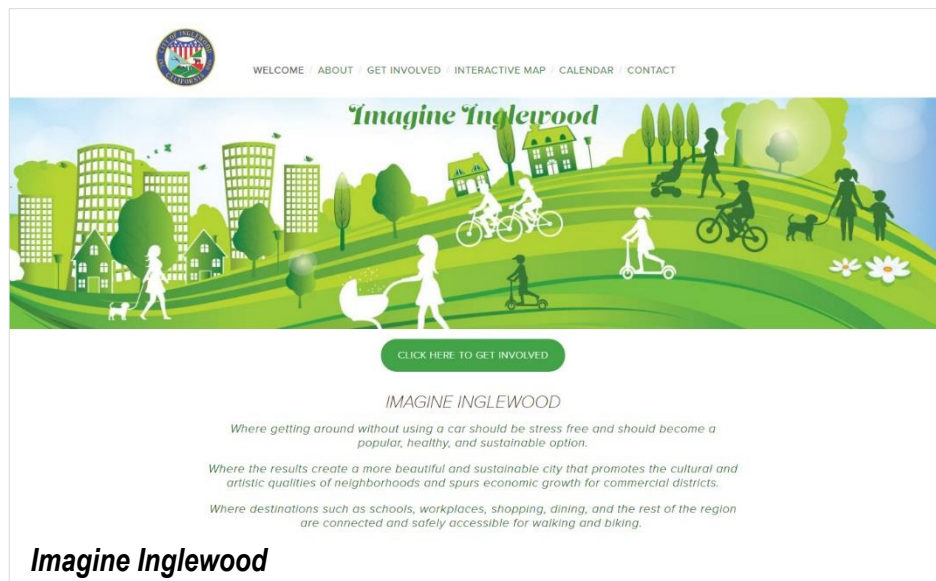 CITY OF INGLEWOOD
CALIFORNIA
WELCOME / ABOUT / GET INVOLVED / INTERACTIVE MAP / CALENDAR / CONTACT
Imagine Inglewood
CLICK HERE TO GET INVOLVED
IMAGINE INGLEWOOD
Where getting around without using a car should be stress free and should become a
popular, healthy, and sustainable option.
Where the results create a more beautiful and sustainable city that promotes the cultural and
artistic qualities of neighborhoods and spurs economic growth for commercial districts.
Where destinations such as schools, workplaces, shopping, dining, and the rest of the region
are connected and safely accessible for walking and biking.
Imagine Inglewood